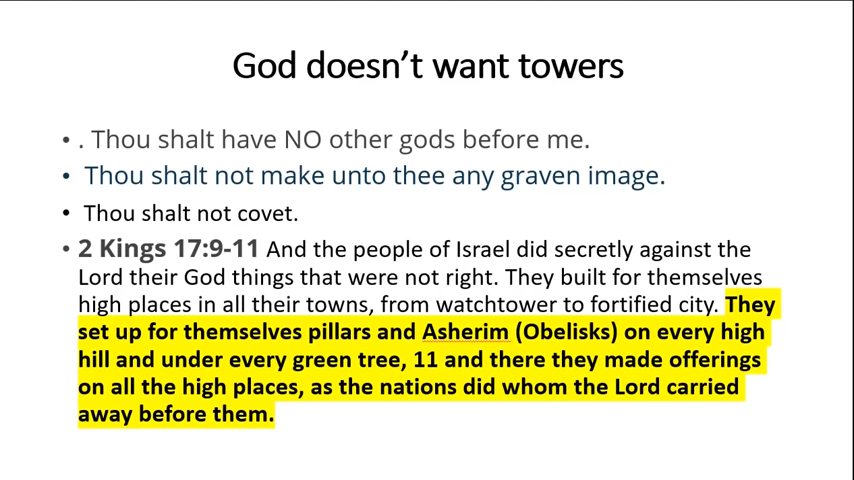 God doesn’t want towers
• . Thou shalt have NO other gods before me.
• Thou shalt not make unto thee any graven image.
• Thou shalt not covet.
• 2 Kings 17:9-11 And the people of Israel did secretly against the
Lord their God things that were not right. They built for themselves
high places in all their towns, from watchtower to fortified city. They
set up for themselves pillars and Asherim (Obelisks) on every high
hill and under every green tree, 11 and there they made offerings
on all the high places, as the nations did whom the Lord carried
away before them.